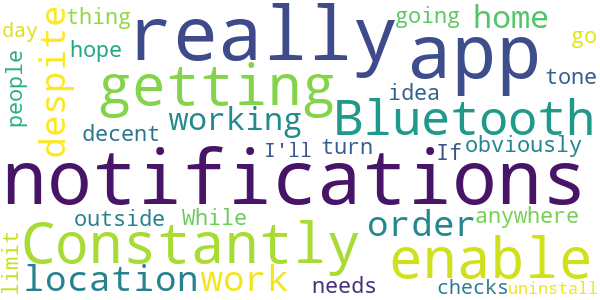 day thing really going home
people hope despite app go
getting idea tone
decent working Bluetooth
I'll turn If obviously
notifications
outside While order anywhere
limit Constantly enable
location work needs checks uninstall